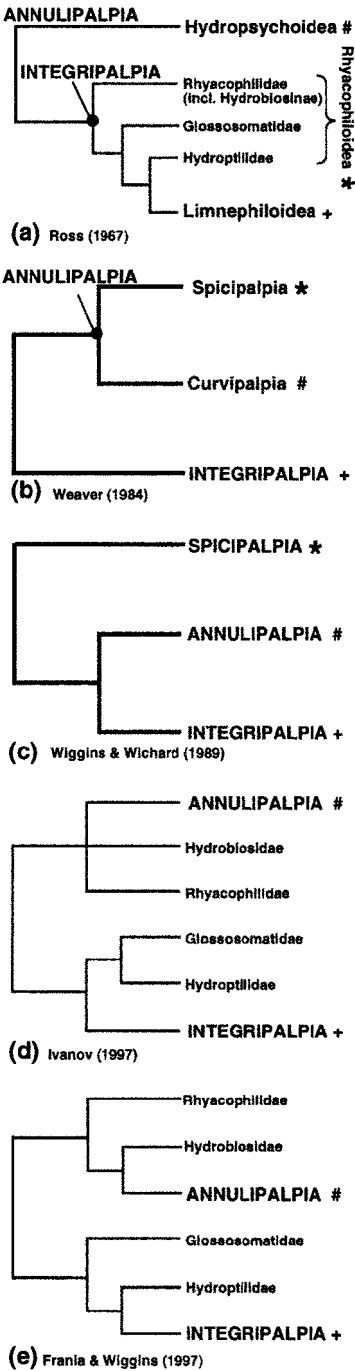 ANNULIPALPIA
Hydropsychoidea #
INTEGRIPALPIA
Rhyacophilidae
(incl. Hydrobiosinae)
Glossosomatidae
Hydroptilidae
Rhyacophiloidea *
Limnephiloidea +
(a) Ross (1967)
ANNULIPALPIA
Spicipalpia *
Curvipalpia #
INTEGRIPALPIA +
(b) Weaver (1984)
SPICIPALPIA *
ANNULIPALPIA #
INTEGRIPALPIA +
(c) Wiggins & Wichard (1989)
ANNULIPALPIA #
Hydrobiosidae
Rhyacophilidae
Glossosomatidae
Hydroptilidae
INTEGRIPALPIA +
(d) Ivanov (1997)
Rhyacophilidae
Hydrobiosidae
ANNULIPALPIA #
Glossosomatidae
Hydroptilidae
INTEGRIPALPIA +
(e) Frania & Wiggins (1997)